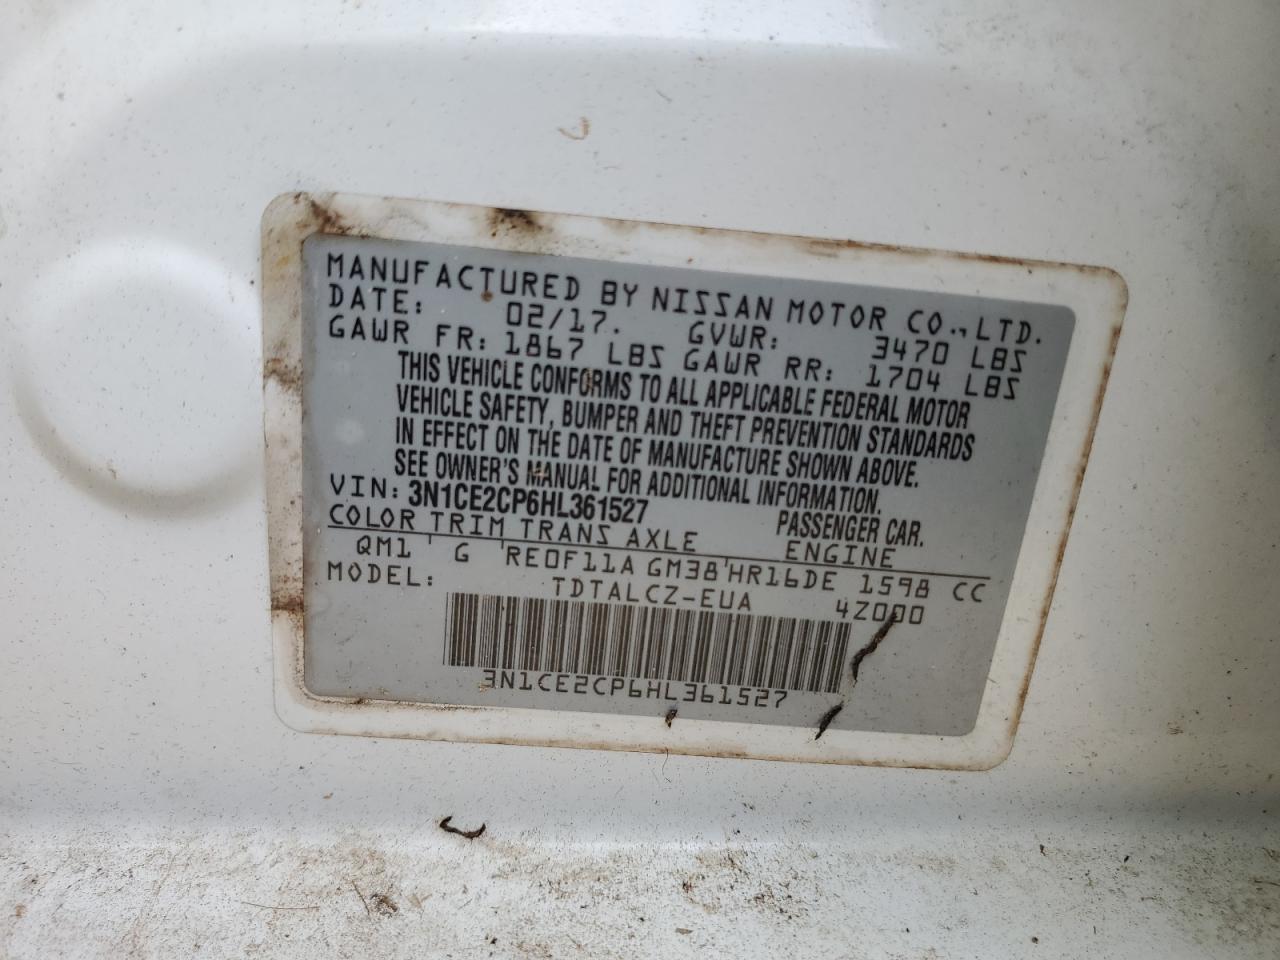 MANUFACTURED BY NISSAN MOTOR CO., LTD.
DATE: 02/17. GVWR: 3470 LBS
GAWR FR: 1867 LBS GAWR RR: 1704 LBS
THIS VEHICLE CONFORMS TO ALL APPLICABLE FEDERAL MOTOR
VEHICLE SAFETY, BUMPER AND THEFT PREVENTION STANDARDS
IN EFFECT ON THE DATE OF MANUFACTURE SHOWN ABOVE.
SEE OWNER'S MANUAL FOR ADDITIONAL INFORMATION.
VIN: 3N1CE2CP6HL361527 PASSENGER CAR.
COLOR TRIM TRANS AXLE ENGINE
QM1 ' G ' RE0F11A GM38 ' HR16DE 1598 CC
MODEL: TDTALCZ-EUA 4Z000
3N1CE2CP6HL361527